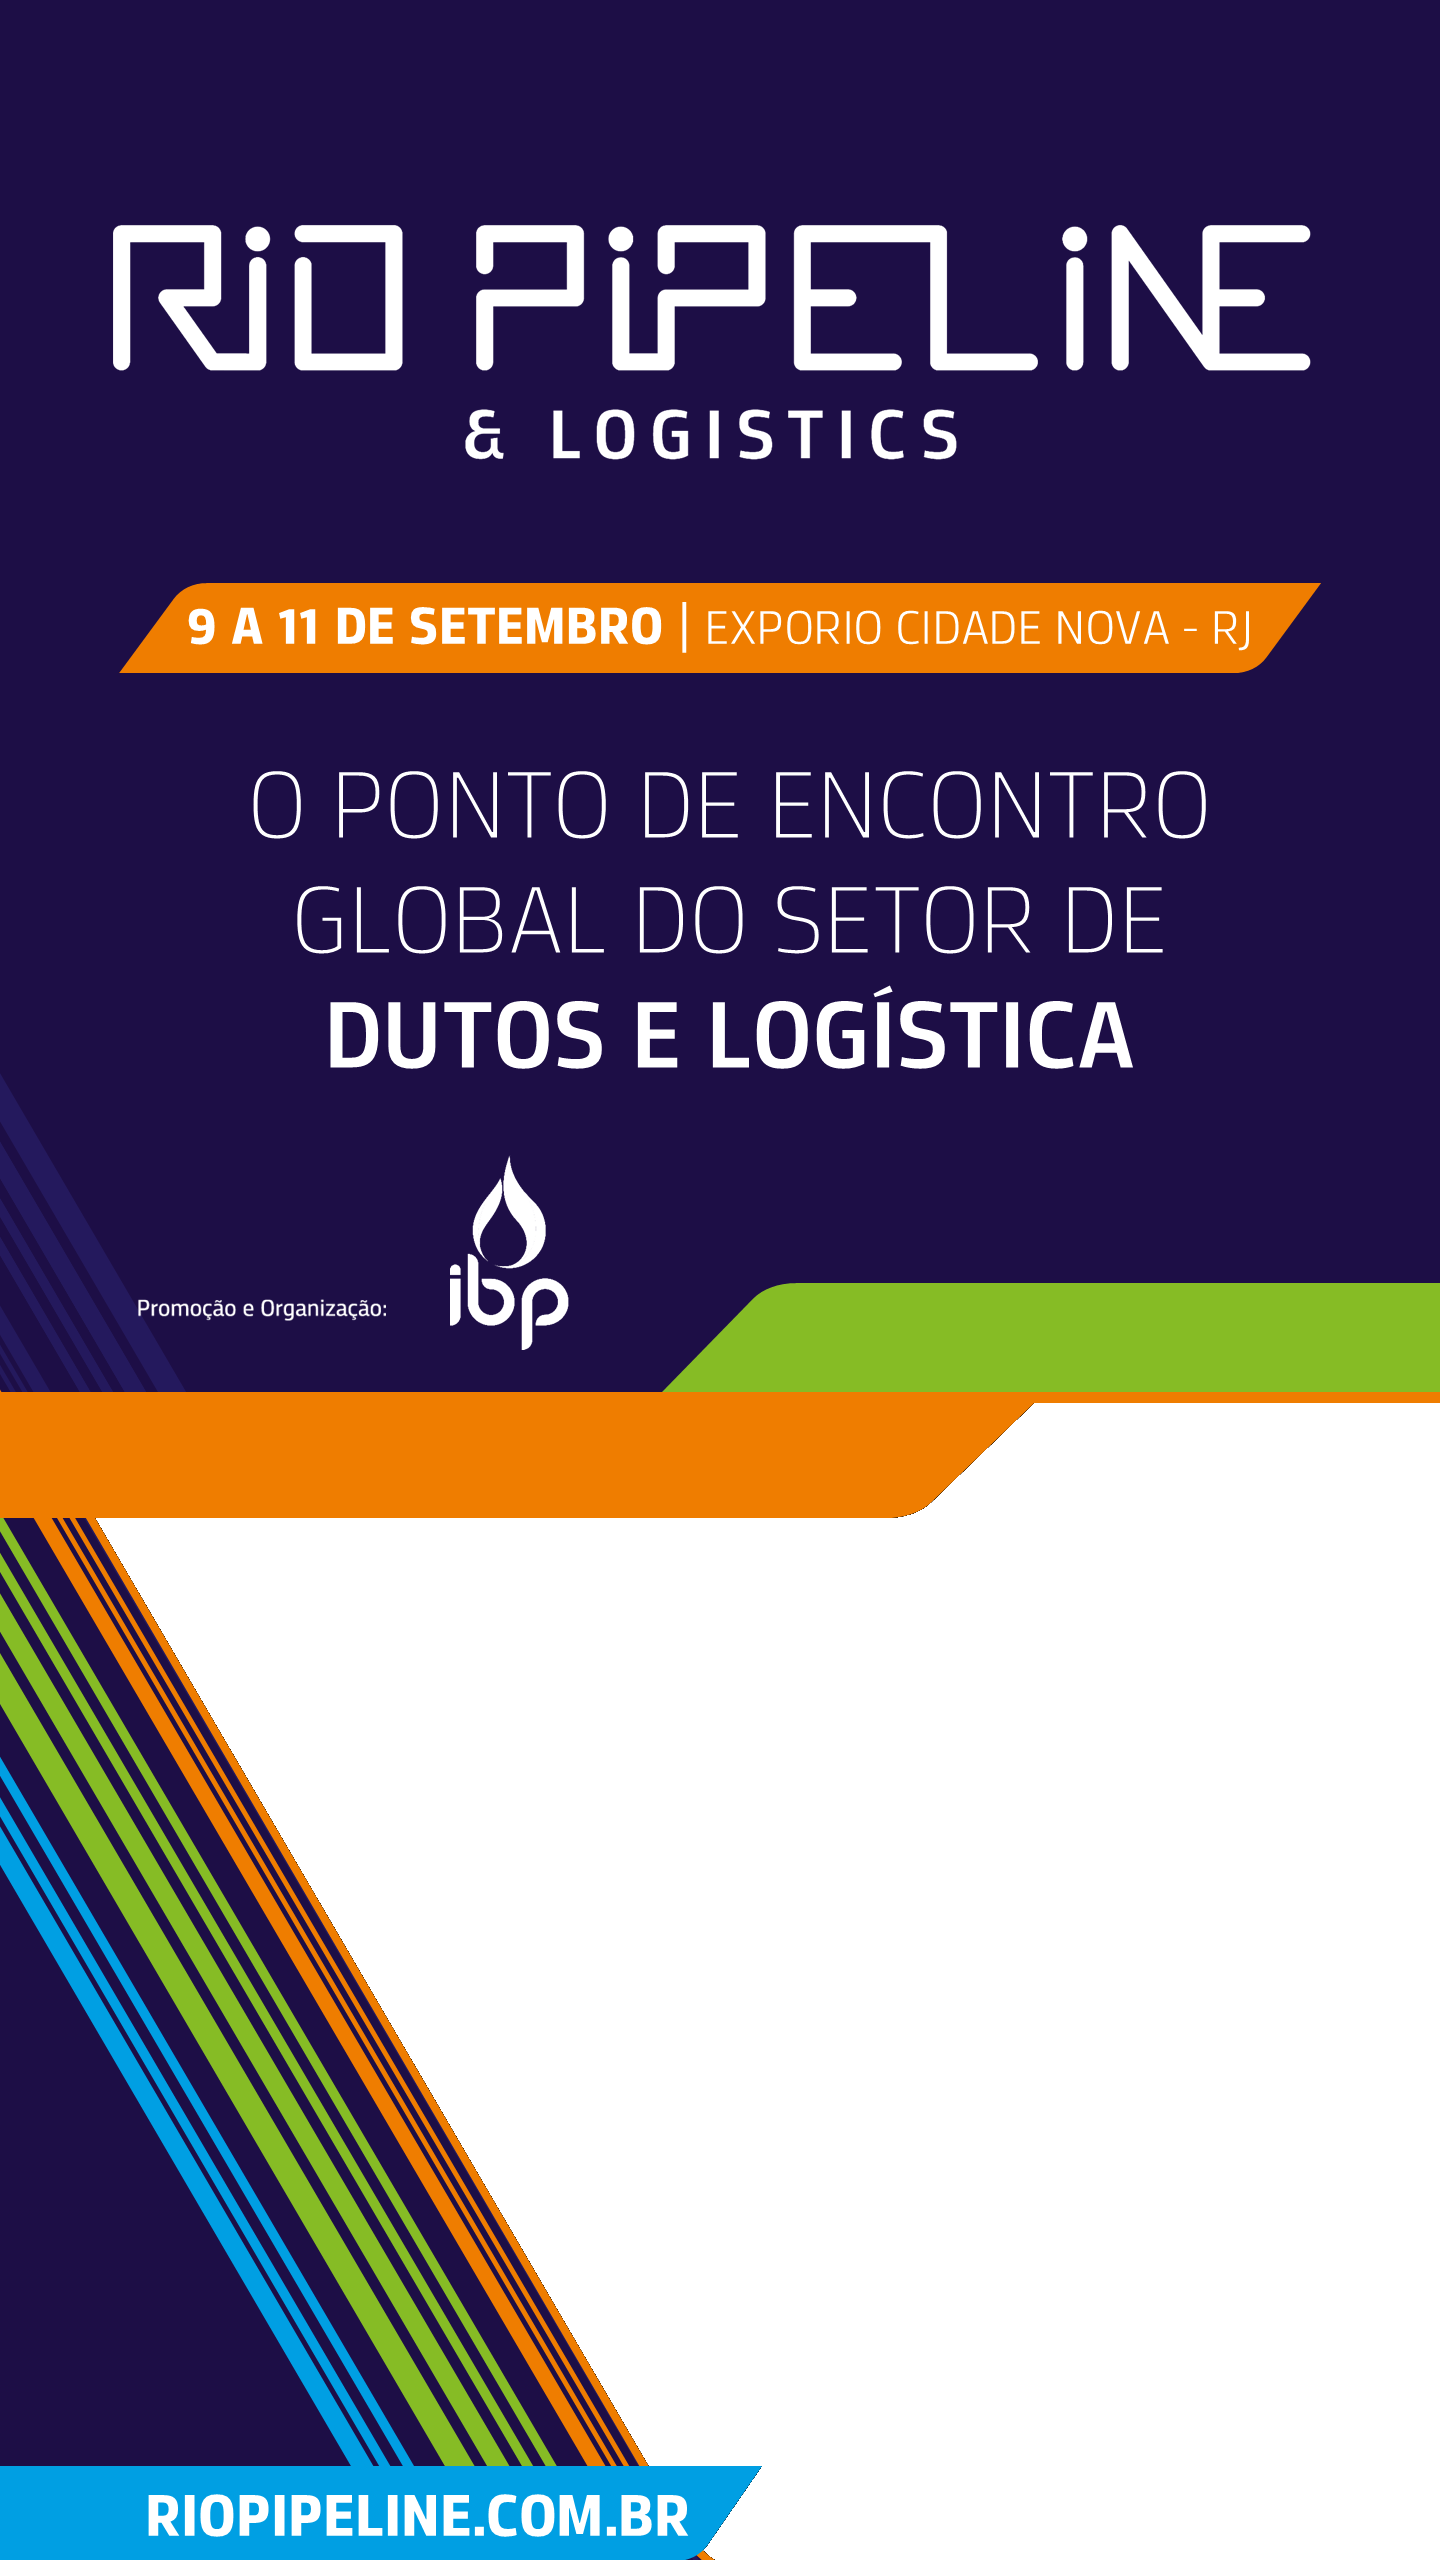 RiO PiPELiNE
& LOGISTICS
9 A 11 DE SETEMBRO | EXPORIO CIDADE NOVA - RJ
O PONTO DE ENCONTRO
GLOBAL DO SETOR DE
DUTOS E LOGÍSTICA
Promoção e Organização:
ibp
RIOPIPELINE.COM.BR